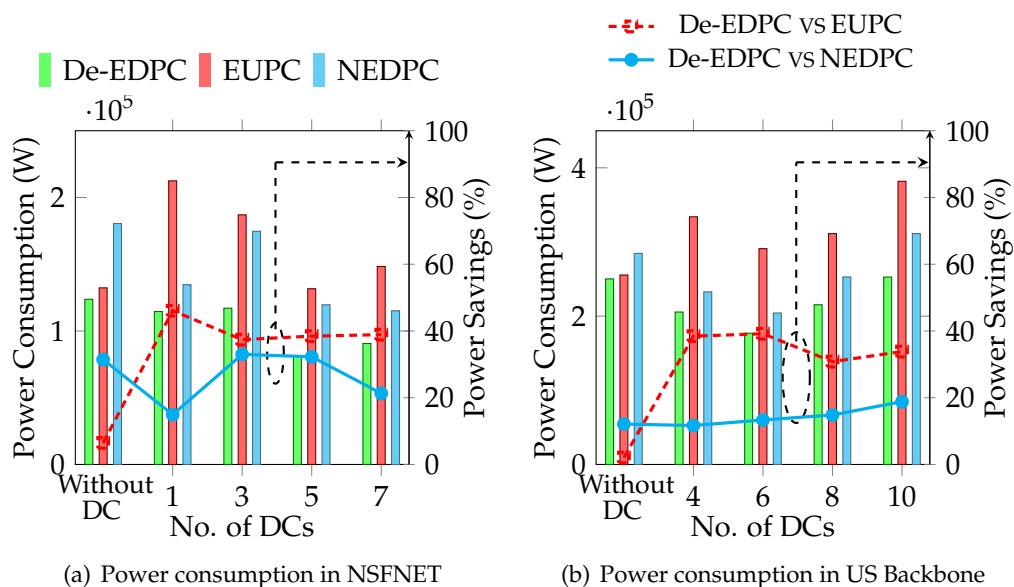 De-EDPC VS EUPC
De-EDPC VS NEDPC
De-EDPC EUPC NEDPC
·10^5
Power Consumption (W)
2
1
0
Without DC
1
3
5
7
No. of DCs
100
80
60
40
20
0
Power Savings (%)
(a) Power consumption in NSFNET
·10^5
Power Consumption (W)
4
2
0
Without DC
4
6
8
10
No. of DCs
100
80
60
40
20
0
Power Savings (%)
(b) Power consumption in US Backbone